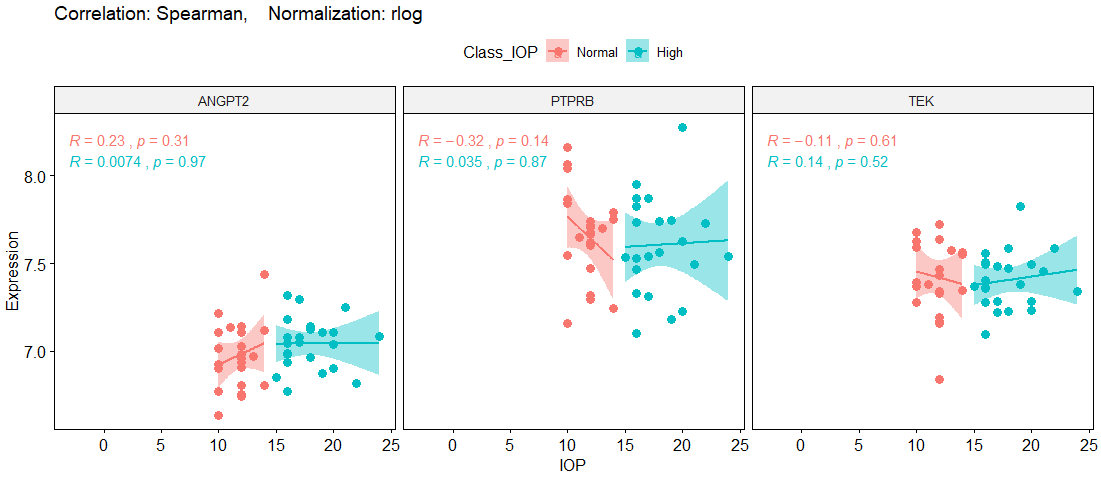 Correlation: Spearman,    Normalization: rlog
Class_IOP Normal High
ANGPT2 PTPRB TEK
R = 0.23 , p = 0.31 R = −0.32 , p = 0.14 R = −0.11 , p = 0.61
R = 0.0074 , p = 0.97 R = 0.035 , p = 0.87 R = 0.14 , p = 0.52
8.0
7.5
7.0
Expression
0 5 10 15 20 25 0 5 10 15 20 25 0 5 10 15 20 25
IOP